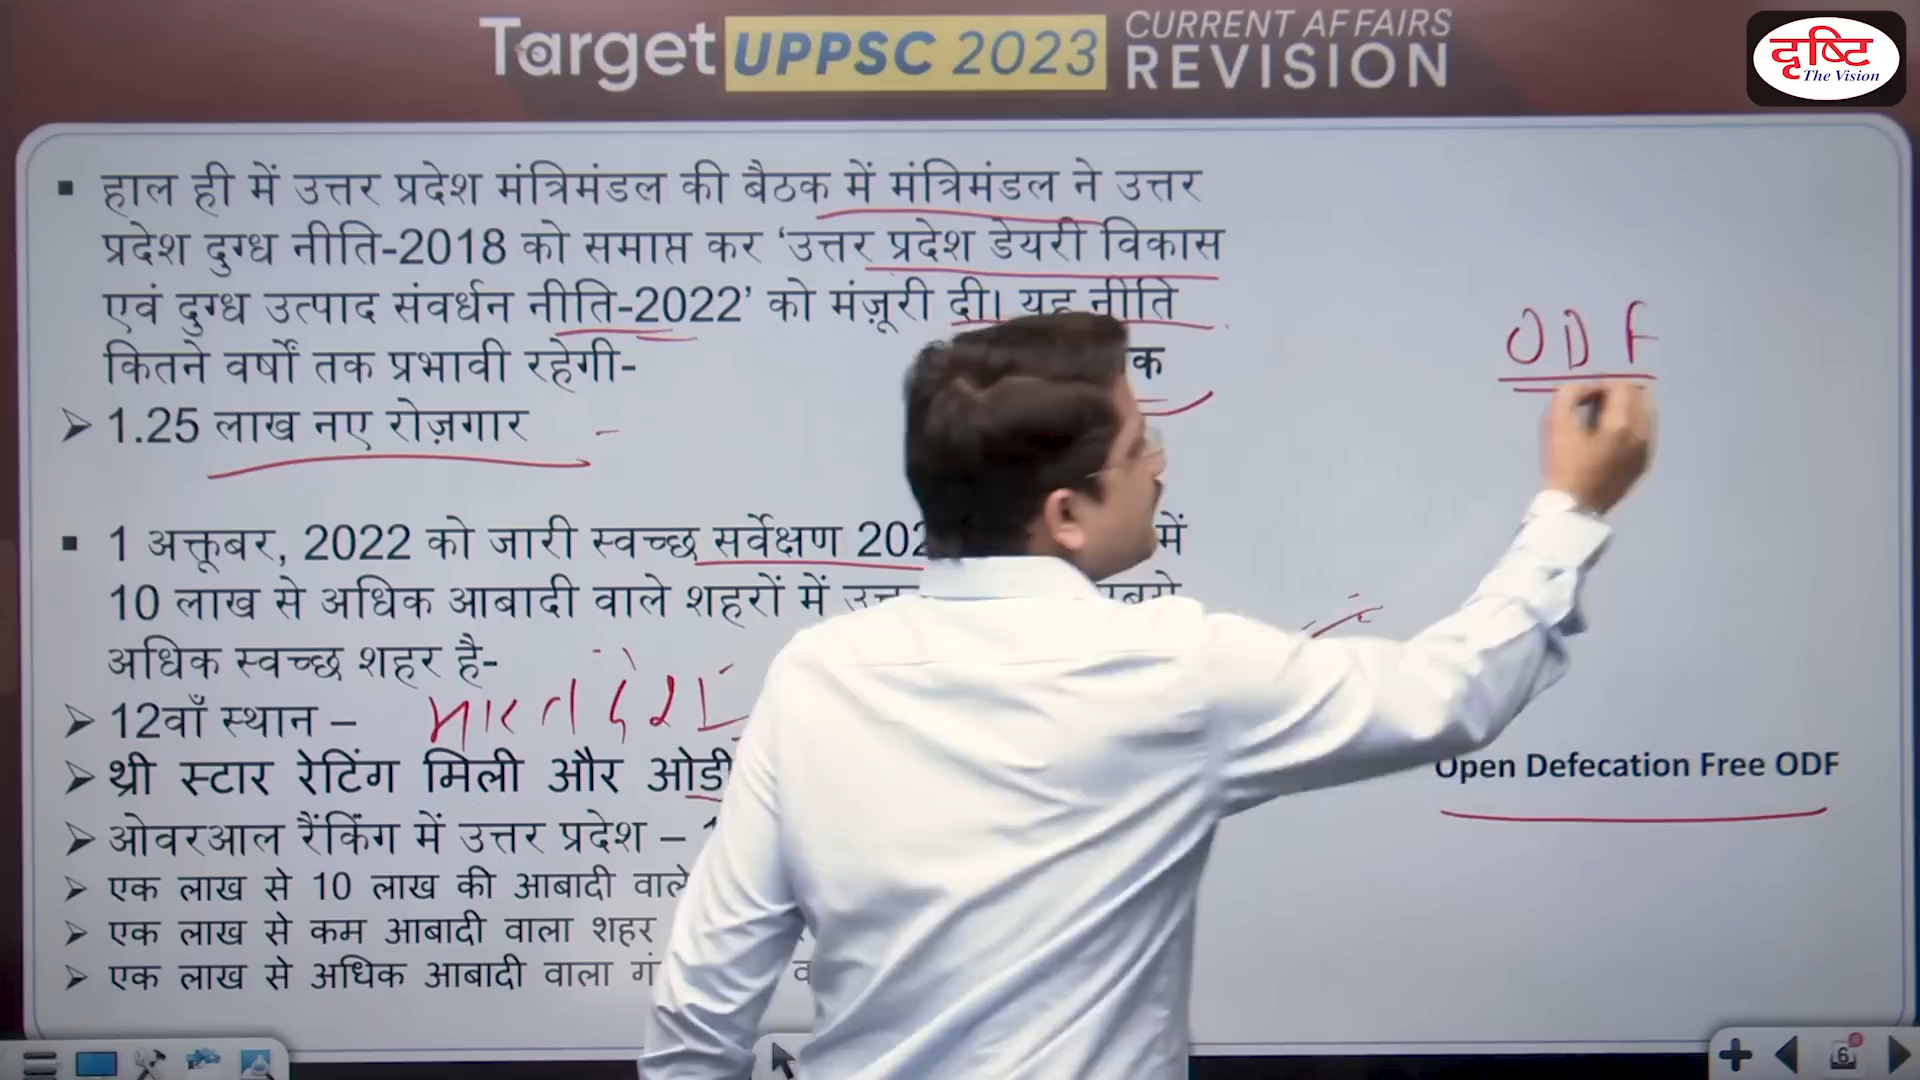 Target UPPSC 2023 CURRENT AFFAIRS REVISION
दृष्टि
The Vision
▪ हाल ही में उत्तर प्रदेश मंत्रिमंडल की बैठक में मंत्रिमंडल ने उत्तर
प्रदेश दुग्ध नीति-2018 को समाप्त कर ‘उत्तर प्रदेश डेयरी विकास
एवं दुग्ध उत्पाद संवर्धन नीति-2022’ को मंज़ूरी दी। यह नीति
कितने वर्षों तक प्रभावी रहेगी-
ODF
➢ 1.25 लाख नए रोज़गार
▪ 1 अक्तूबर, 2022 को जारी स्वच्छ सर्वेक्षण में
10 लाख से अधिक आबादी वाले शहरों में
अधिक स्वच्छ शहर है-
➢ 12वाँ स्थान – भारत
➢ थ्री स्टार रेटिंग मिली और
Open Defecation Free ODF
➢ ओवरआल रैंकिंग में उत्तर प्रदेश –
➢ एक लाख से 10 लाख की आबादी वाले
➢ एक लाख से कम आबादी वाला शहर
➢ एक लाख से अधिक आबादी वाला
6